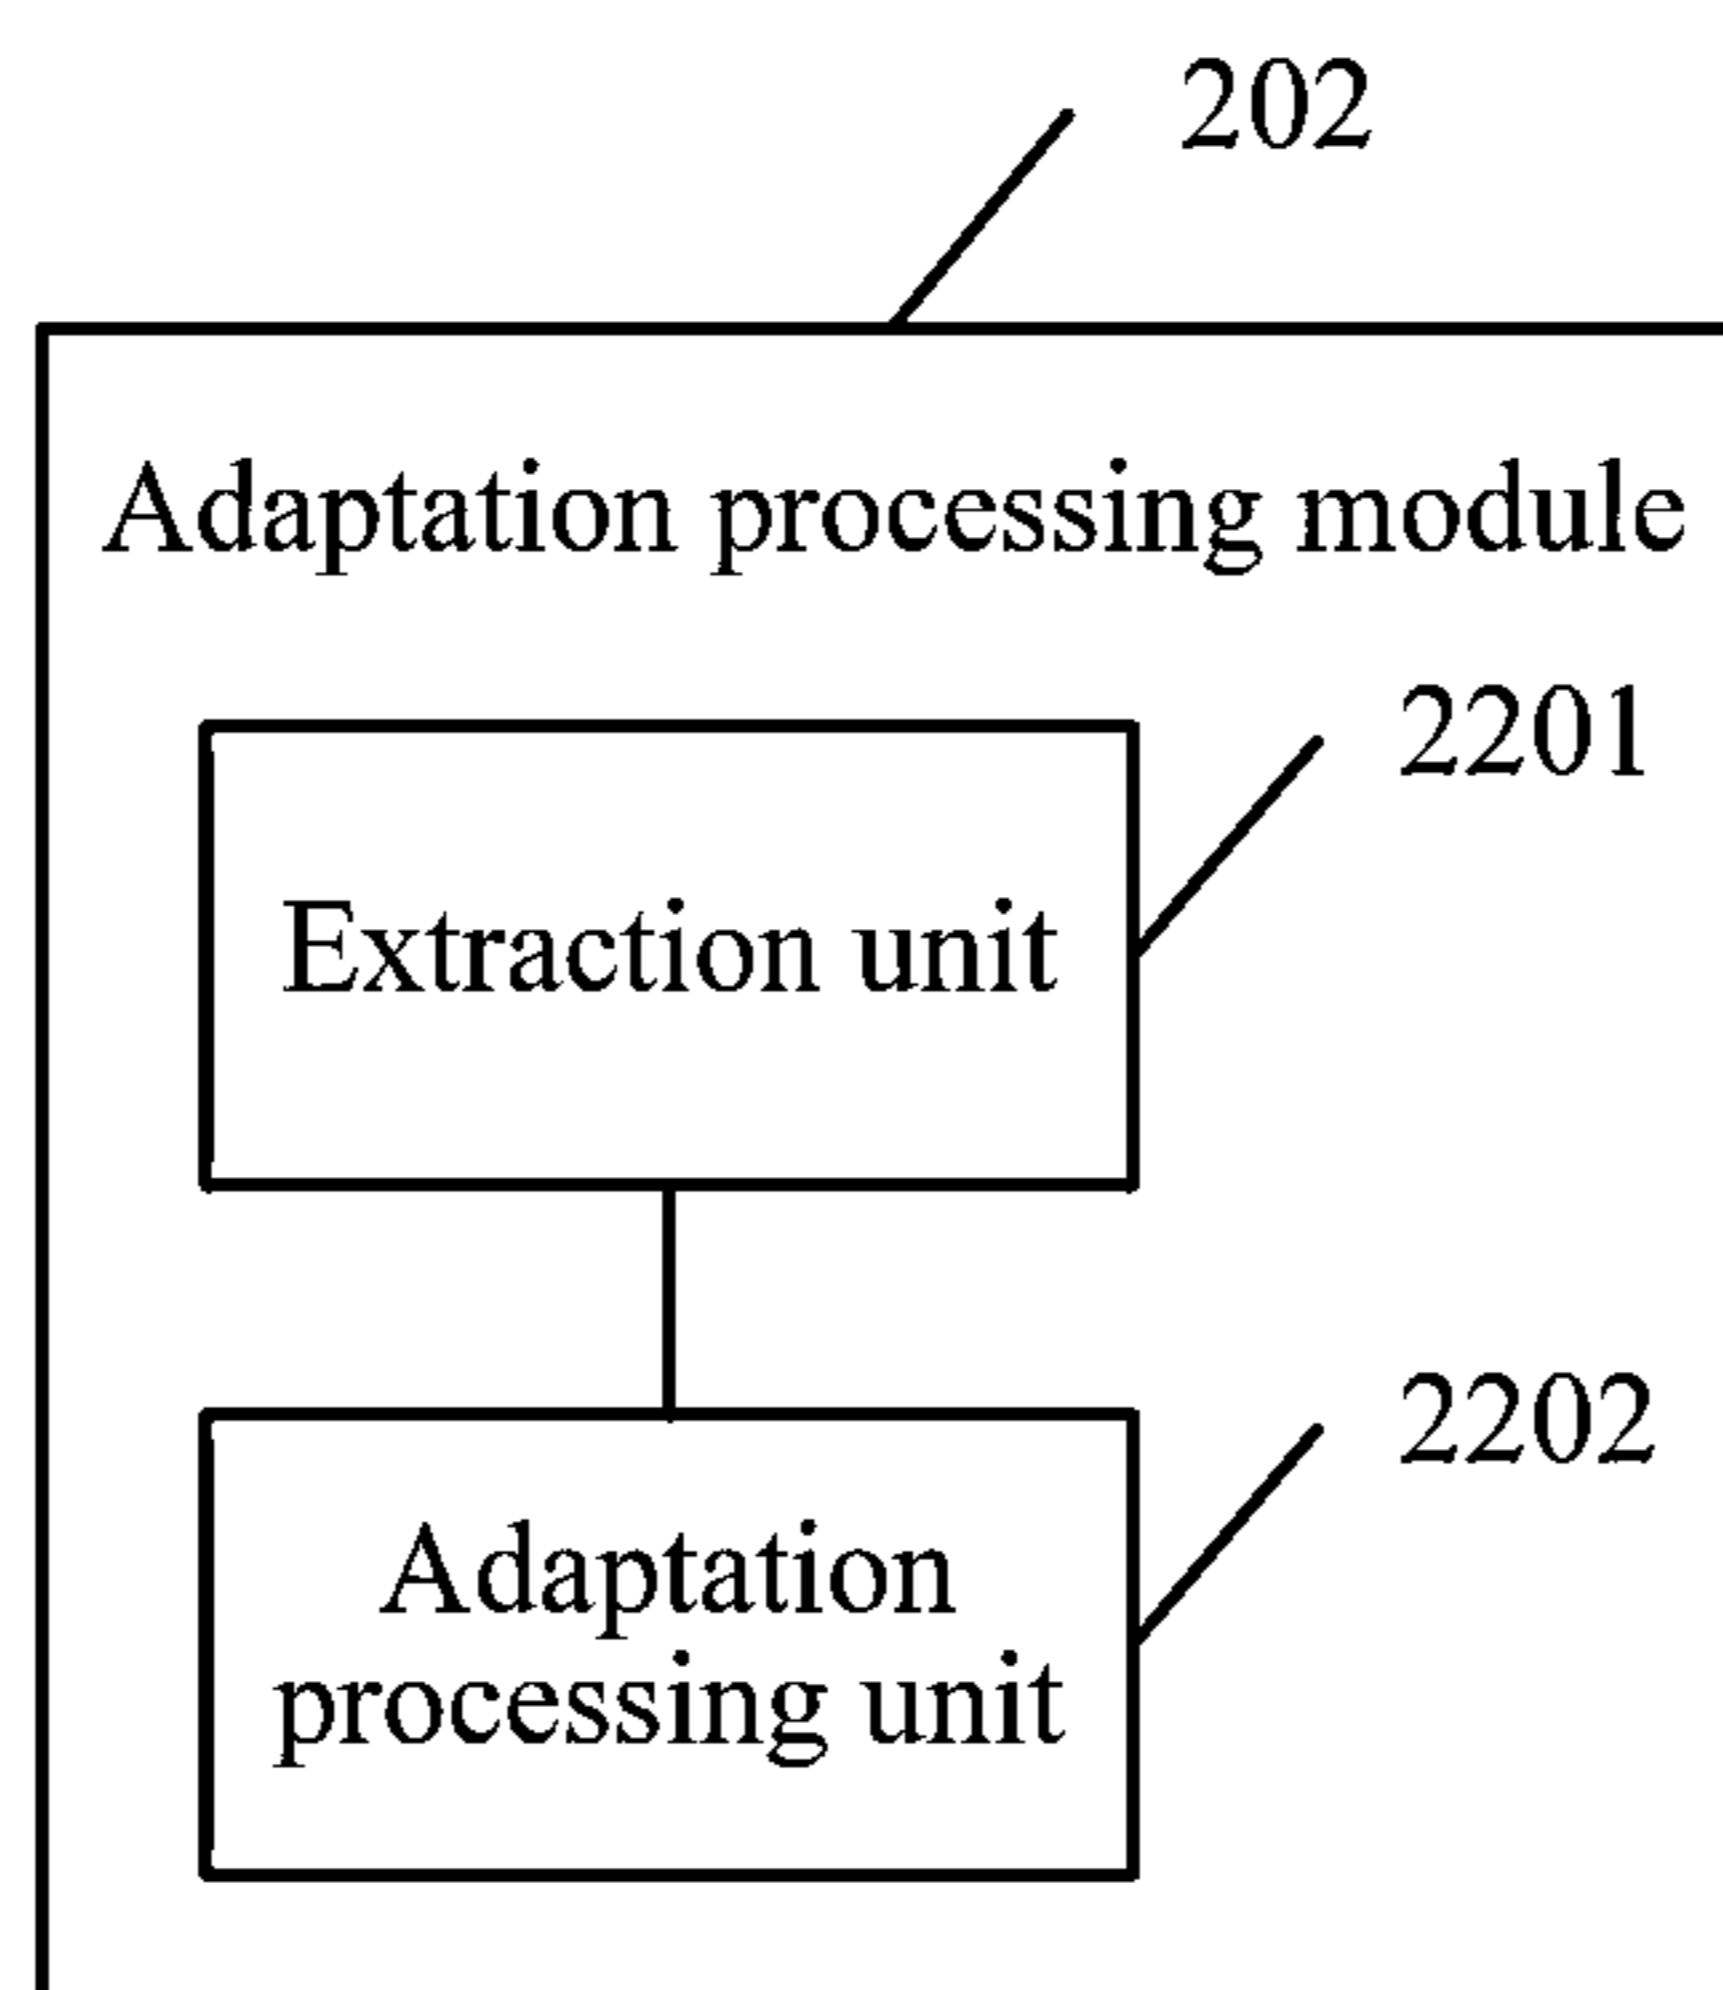 202
Adaptation processing module
2201
Extraction unit
2202
Adaptation
processing unit